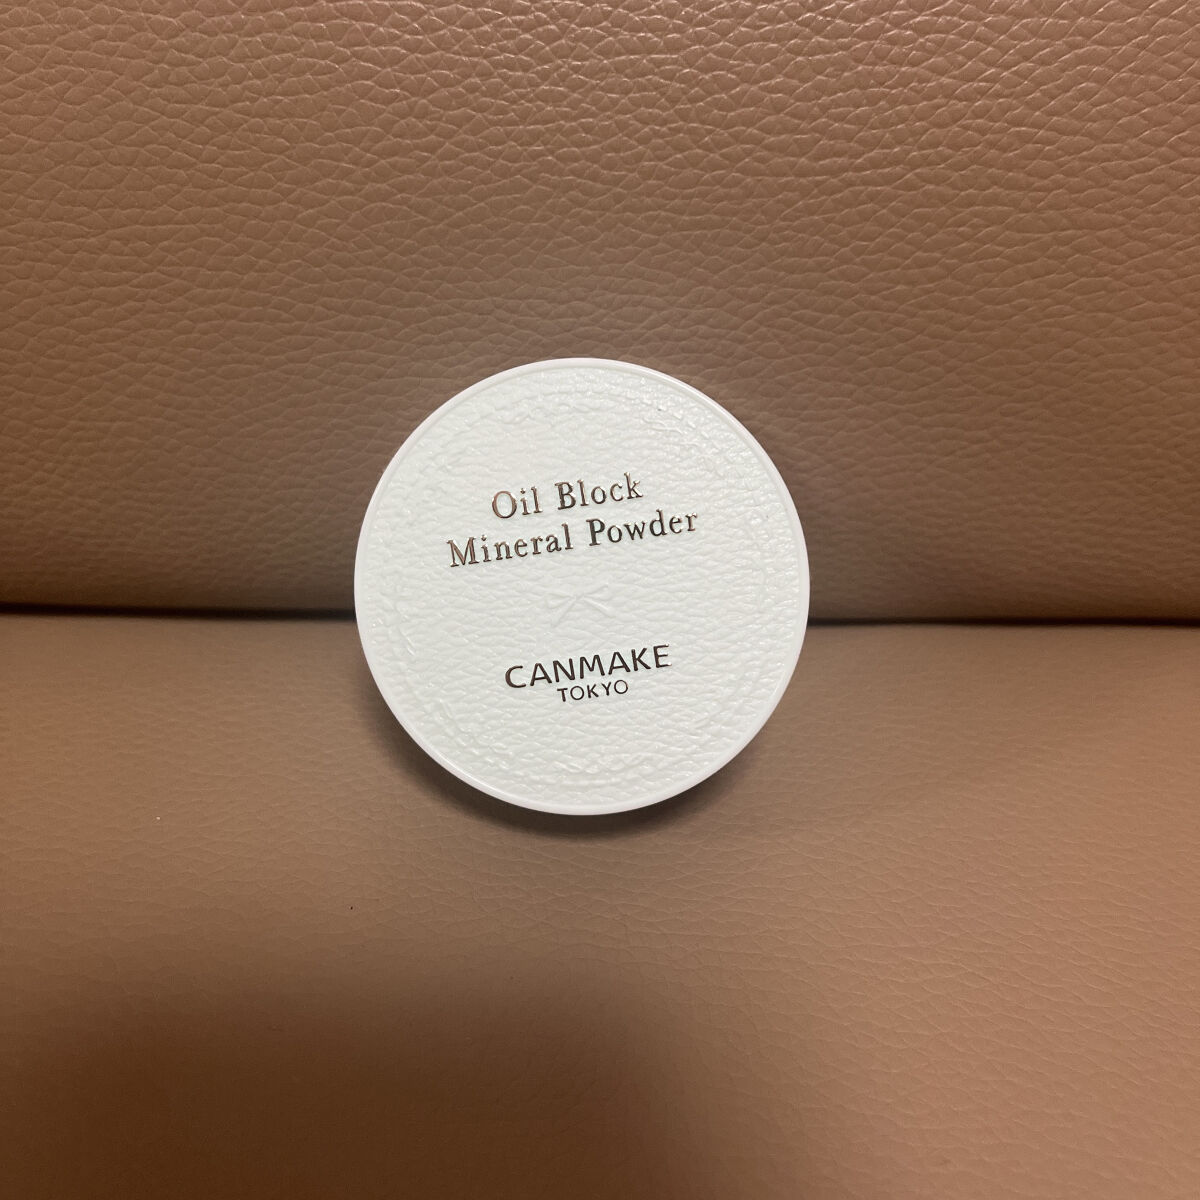 Oil Block
Mineral Powder
CANMAKE
TOKYO